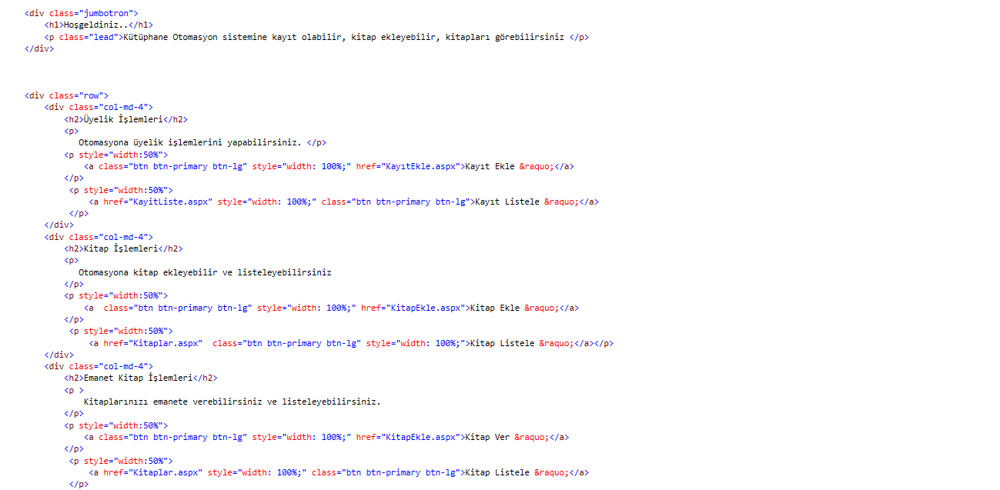 <div class="jumbotron">
<h1>Hoşgeldiniz..</h1>
<p class="lead">Kütüphane Otomasyon sistemine kayıt olabilir, kitap ekleyebilir, kitapları görebilirsiniz </p>
</div>
<div class="row">
<div class="col-md-4">
<h2>Üyelik İşlemleri</h2>
<p>
Otomasyona üyelik işlemlerini yapabilirsiniz. </p>
<p style="width:50%">
<a class="btn btn-primary btn-lg" style="width: 100%;" href="KayıtEkle.aspx">Kayıt Ekle &raquo;</a>
</p>
<p style="width:50%">
<a href="KayitListe.aspx" style="width: 100%;" class="btn btn-primary btn-lg">Kayıt Listele &raquo;</a>
</p>
</div>
<div class="col-md-4">
<h2>Kitap İşlemleri</h2>
<p>
Otomasyona kitap ekleyebilir ve listeleyebilirsiniz
</p>
<p style="width:50%">
<a  class="btn btn-primary btn-lg" style="width: 100%;" href="KitapEkle.aspx">Kitap Ekle &raquo;</a>
</p>
<p style="width:50%">
<a href="Kitaplar.aspx"  class="btn btn-primary btn-lg" style="width: 100%;">Kitap Listele &raquo;</a></p>
</div>
<div class="col-md-4">
<h2>Emanet Kitap İşlemleri</h2>
<p >
Kitaplarınızı emanete verebilirsiniz ve listeleyebilirsiniz.
</p>
<p style="width:50%">
<a class="btn btn-primary btn-lg" style="width: 100%;" href="KitapEkle.aspx">Kitap Ver &raquo;</a>
</p>
<p style="width:50%">
<a href="Kitaplar.aspx" style="width: 100%;" class="btn btn-primary btn-lg">Kitap Listele &raquo;</a>
</p>